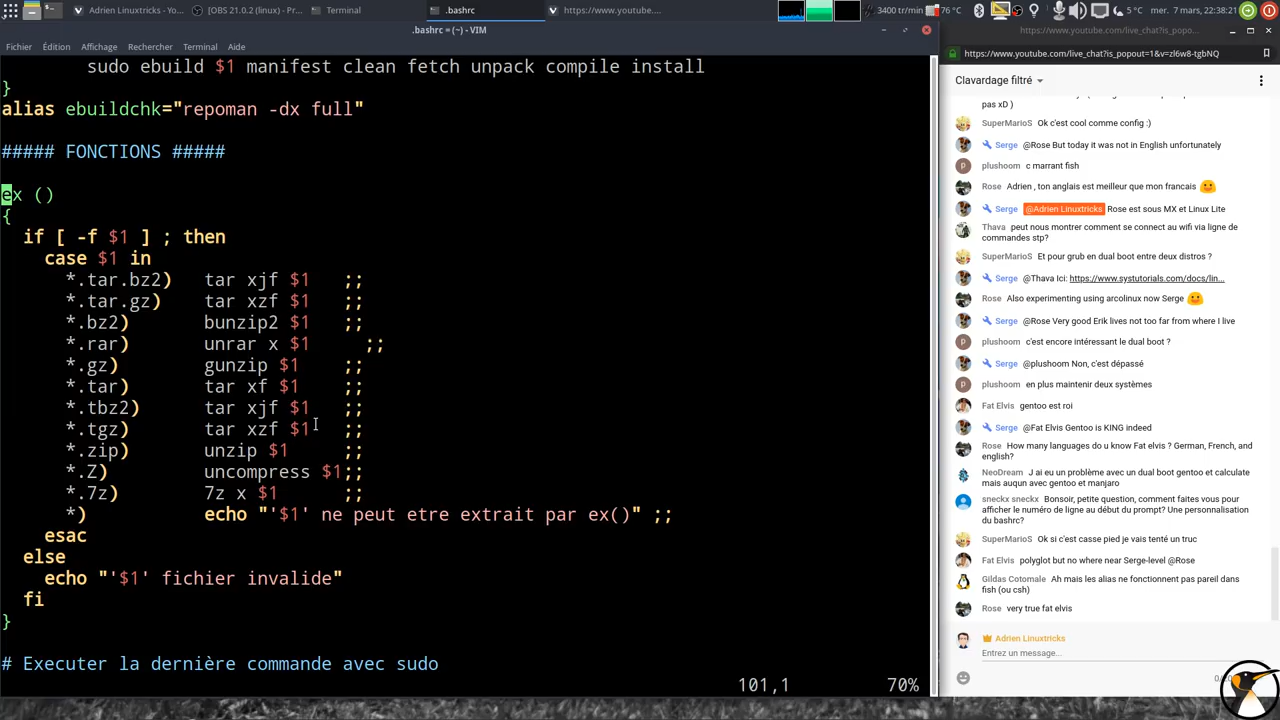 Adrien Linuxtricks - Yo...
[OBS 21.0.2 (linux) - Pr...
Terminal
.bashrc
https://www.youtube.com/...
3400 tr/min
76 °C
mer. 7 mars, 22:38:21
.bashrc = (~) - VIM
Fichier Édition Affichage Rechercher Terminal Aide
sudo ebuild $1 manifest clean fetch unpack compile install
}
alias ebuildchk="repoman -dx full"
##### FONCTIONS #####
ex ()
{
if [ -f $1 ] ; then
case $1 in
*.tar.bz2) tar xjf $1 ;;
*.tar.gz) tar xzf $1 ;;
*.bz2) bunzip2 $1 ;;
*.rar) unrar x $1 ;;
*.gz) gunzip $1 ;;
*.tar) tar xf $1 ;;
*.tbz2) tar xjf $1 ;;
*.tgz) tar xzf $1 ;;
*.zip) unzip $1 ;;
*.Z) uncompress $1;;
*.7z) 7z x $1 ;;
*) echo "'$1' ne peut etre extrait par ex()" ;;
esac
else
echo "'$1' fichier invalide"
fi
}
# Executer la dernière commande avec sudo
101,1 70%
https://www.youtube.com/live_chat?is_popo...
https://www.youtube.com/live_chat?is_popout=1&v=zl6w8-tgbNQ
Clavardage filtré
pas xD )
SuperMarioS Ok c'est cool comme config :)
Serge @Rose But today it was not in English unfortunately
P plushoom c marrant fish
Rose Adrien , ton anglais est meilleur que mon francais
Serge @Adrien Linuxtricks Rose est sous MX et Linux Lite
Thava peut nous montrer comment se connect au wifi via ligne de
commandes stp?
SuperMarioS Et pour grub en dual boot entre deux distros ?
Serge @Thava Ici: https://www.systutorials.com/docs/lin...
Rose Also experimenting using arcolinux now Serge
Serge @Rose Very good Erik lives not too far from where I live
P plushoom c'est encore intéressant le dual boot ?
Serge @plushoom Non, c'est dépassé
P plushoom en plus maintenir deux systèmes
Fat Elvis gentoo est roi
Serge @Fat Elvis Gentoo is KING indeed
Rose How many languages do u know Fat elvis ? German, French, and
english?
NeoDream J ai eu un problème avec un dual boot gentoo et calculate
mais auqun avec gentoo et manjaro
sneckx sneckx Bonsoir, petite question, comment faites vous pour
afficher le numéro de ligne au début du prompt? Une personnalisation
du bashrc?
SuperMarioS Ok si c'est casse pied je vais tenté un truc
Fat Elvis polyglot but no where near Serge-level @Rose
Gildas Cotomale Ah mais les alias ne fonctionnent pas pareil dans
fish (ou csh)
Rose very true fat elvis
Adrien Linuxtricks
Entrez un message...